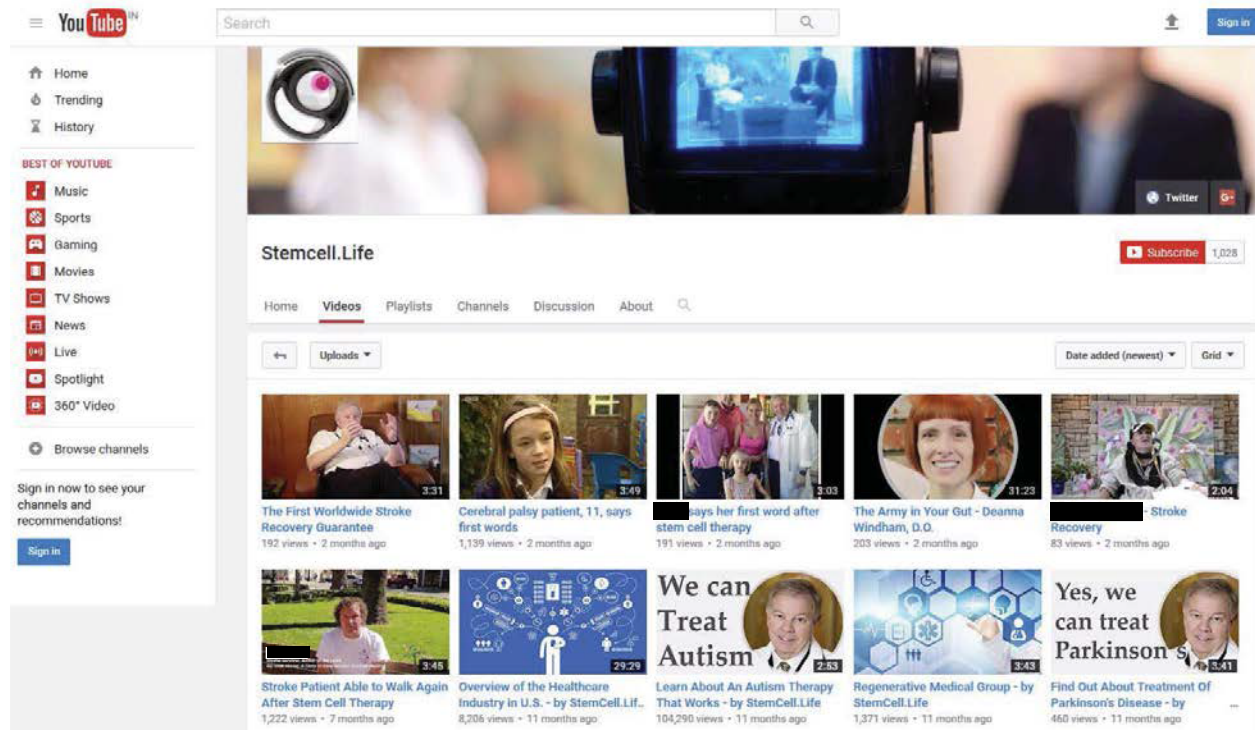 YouTube IN
Search
Sign in
Home
Trending
History
BEST OF YOUTUBE
Music
Sports
Gaming
Movies
TV Shows
News
Live
Spotlight
360° Video
Browse channels
Sign in now to see your
channels and
recommendations!
Sign in
Twitter
G+
Stemcell.Life
Subscribe 1,028
Home Videos Playlists Channels Discussion About
Uploads
Date added (newest) Grid
3:31
The First Worldwide Stroke
Recovery Guarantee
192 views • 2 months ago
3:49
Cerebral palsy patient, 11, says
first words
1,139 views • 2 months ago
3:03
says her first word after
stem cell therapy
191 views • 2 months ago
31:23
The Army in Your Gut - Deanna
Windham, D.O.
203 views • 2 months ago
2:04
- Stroke
Recovery
83 views • 2 months ago
3:45
Stroke Patient Able to Walk Again
After Stem Cell Therapy
1,222 views • 7 months ago
29:29
Overview of the Healthcare
Industry in U.S. - by StemCell.Lif...
8,206 views • 11 months ago
We can
Treat
Autism
2:53
Learn About An Autism Therapy
That Works - by StemCell.Life
104,290 views • 11 months ago
3:43
Regenerative Medical Group - by
StemCell.Life
1,371 views • 11 months ago
Yes, we
can treat
Parkinson's
3:41
Find Out About Treatment Of
Parkinson's Disease - by ...
460 views • 11 months ago